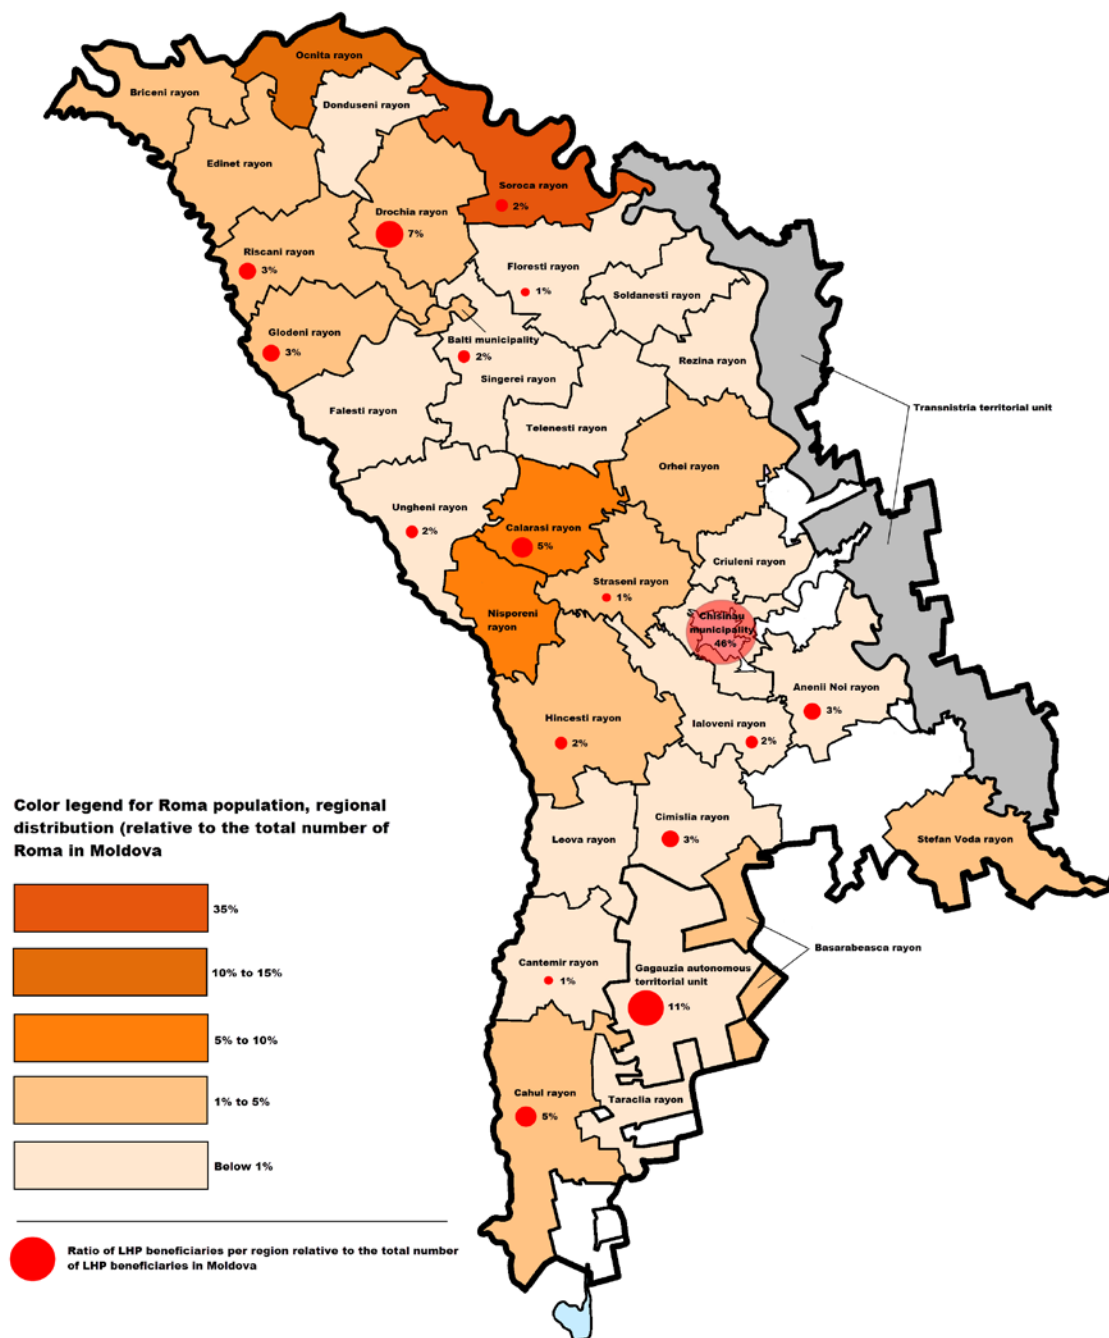 Ocnita rayon
Briceni rayon
Donduseni rayon
Edinet rayon
Soroca rayon
2%
Drochia rayon
7%
Riscani rayon
3%
Floresti rayon
1%
Soldanesti rayon
Glodeni rayon
3%
Balti municipality
2%
Singerei rayon
Rezina rayon
Falesti rayon
Telenesti rayon
Transnistria territorial unit
Orhei rayon
Ungheni rayon
2%
Calarasi rayon
5%
Criuleni rayon
Straseni rayon
1%
Nisporeni
rayon
Chisinau
municipality
46%
Anenii Noi rayon
3%
Hincesti rayon
2%
Ialoveni rayon
2%
Color legend for Roma population, regional
distribution (relative to the total number of
Roma in Moldova
Cimislia rayon
3%
Leova rayon
Stefan Voda rayon
35%
Basarabeasca rayon
Cantemir rayon
1%
Gagauzia autonomous
territorial unit
11%
10% to 15%
5% to 10%
1% to 5%
Cahul rayon
5%
Taraclia rayon
Below 1%
Ratio of LHP beneficiaries per region relative to the total number
of LHP beneficiaries in Moldova